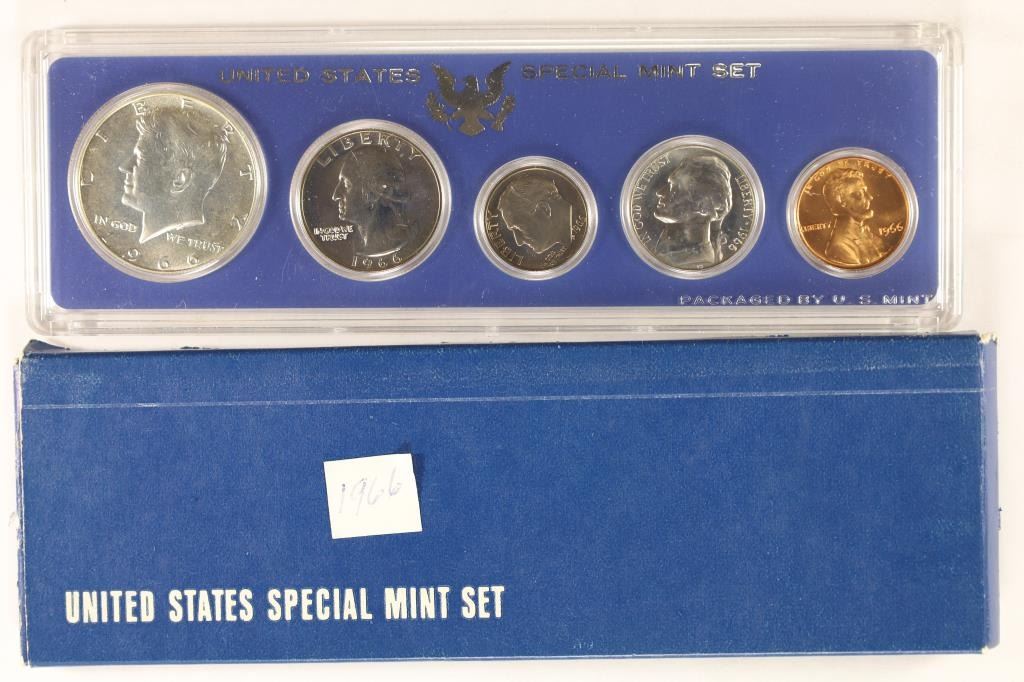 UNITED STATES SPECIAL MINT SET
LIBERTY
IN GOD WE TRUST
1966
LIBERTY
IN GOD WE
TRUST
1966
LIBERTY
1966
IN GOD WE TRUST
LIBERTY • 1966
IN GOD WE TRUST
LIBERTY
1966
PACKAGED BY U. S. MINT
1966
UNITED STATES SPECIAL MINT SET